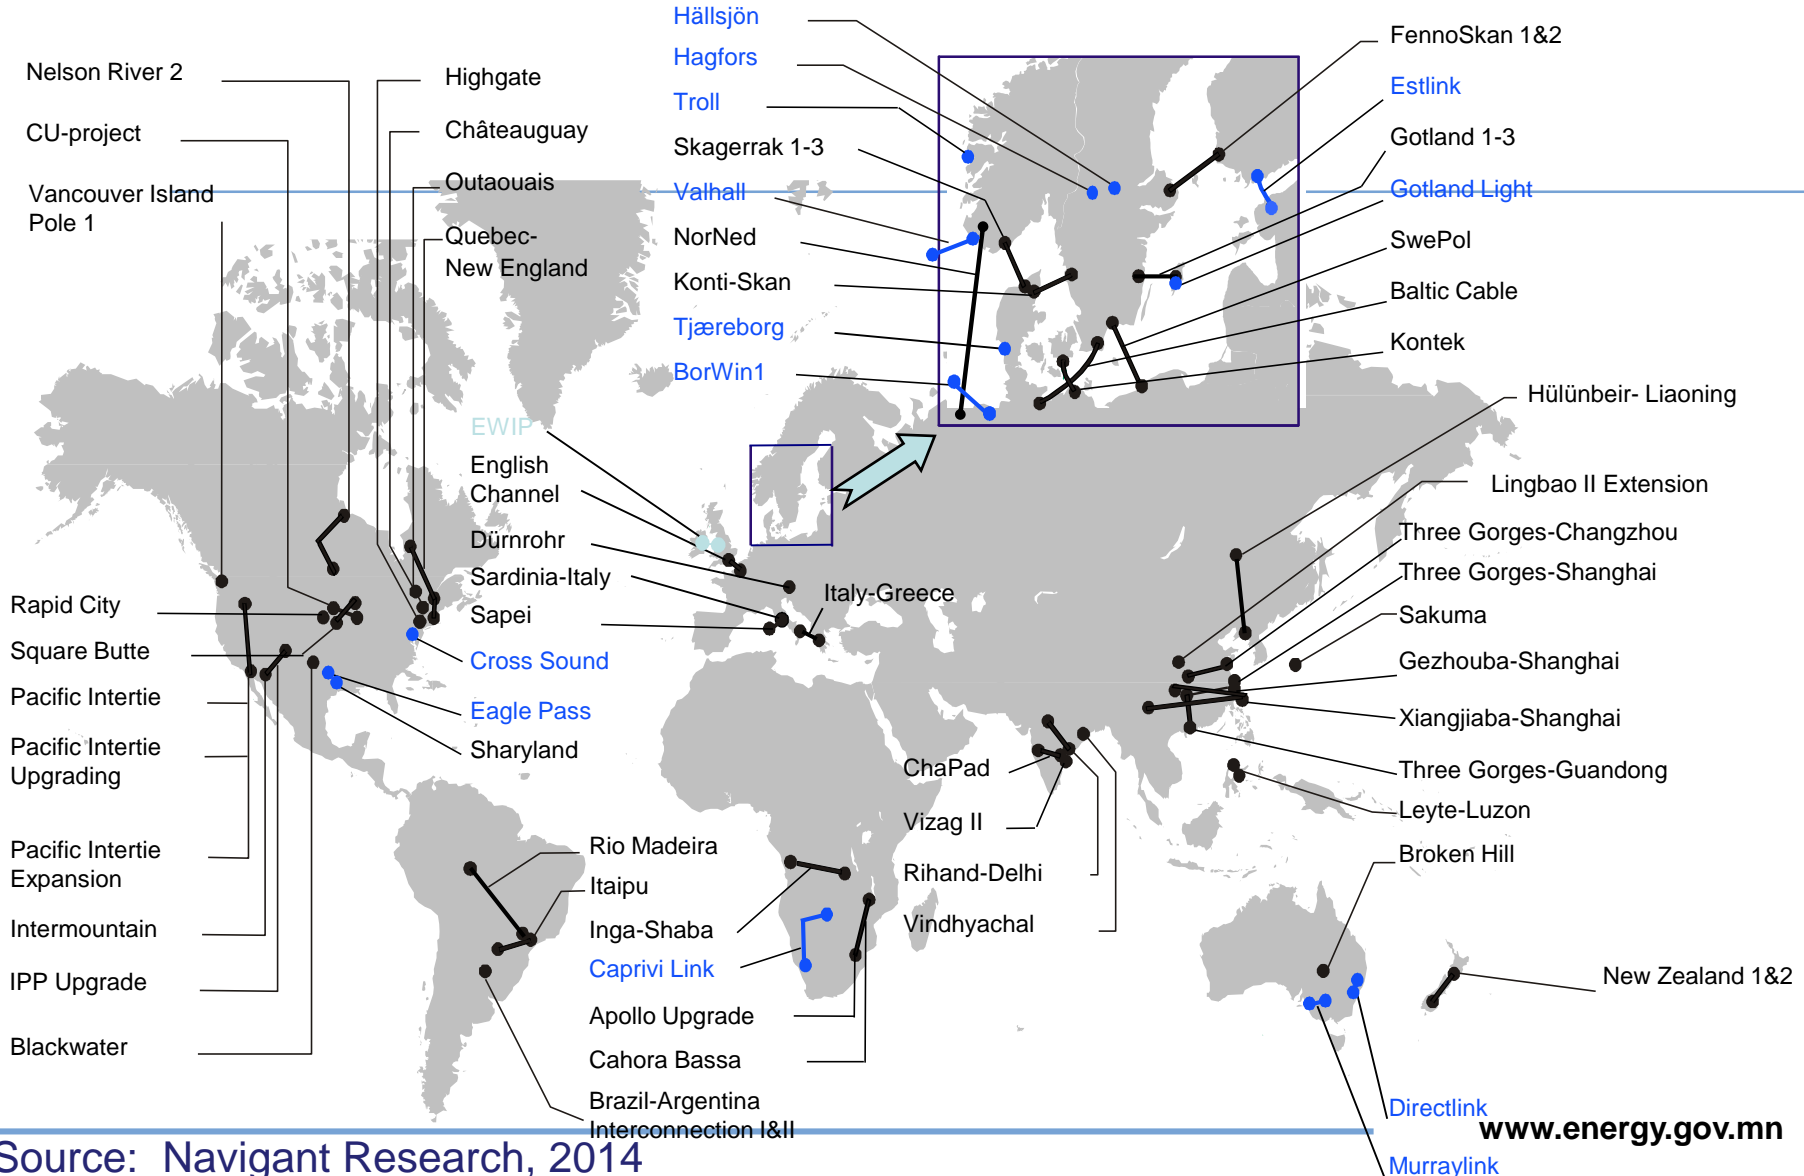 Nelson River 2
CU-project
Vancouver Island
Pole 1
Highgate
Châteauguay
Outaouais
Quebec-
New England
Hällsjön
Hagfors
Troll
Skagerrak 1-3
Valhall
NorNed
Konti-Skan
Tjæreborg
BorWin1
FennoSkan 1&2
Estlink
Gotland 1-3
Gotland Light
SwePol
Baltic Cable
Kontek
Hülünbeir- Liaoning
Lingbao II Extension
Three Gorges-Changzhou
Three Gorges-Shanghai
Sakuma
Gezhouba-Shanghai
Xiangjiaba-Shanghai
Three Gorges-Guandong
Leyte-Luzon
Broken Hill
New Zealand 1&2
Directlink
Murraylink
EWIP
English
Channel
Dürnrohr
Sardinia-Italy
Sapei
Italy-Greece
Cross Sound
Eagle Pass
Sharyland
Rapid City
Square Butte
Pacific Intertie
Pacific Intertie
Upgrading
Pacific Intertie
Expansion
Intermountain
IPP Upgrade
Blackwater
Rio Madeira
Itaipu
Inga-Shaba
Caprivi Link
Apollo Upgrade
Cahora Bassa
Brazil-Argentina
Interconnection I&II
ChaPad
Vizag II
Rihand-Delhi
Vindhyachal
www.energy.gov.mn
Source: Navigant Research, 2014